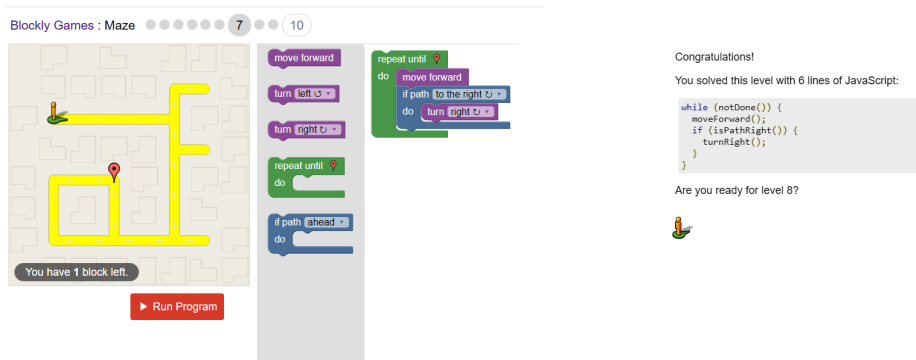 Blockly Games : Maze 7 10
move forward
turn left ↺ ▾
turn right ↻ ▾
repeat until
do
if path ahead ▾
do
You have 1 block left.
▶ Run Program
repeat until
do move forward
if path to the right ↻ ▾
do turn right ↻ ▾
Congratulations!
You solved this level with 6 lines of JavaScript:
while (notDone()) {
  moveForward();
  if (isPathRight()) {
    turnRight();
  }
}
Are you ready for level 8?